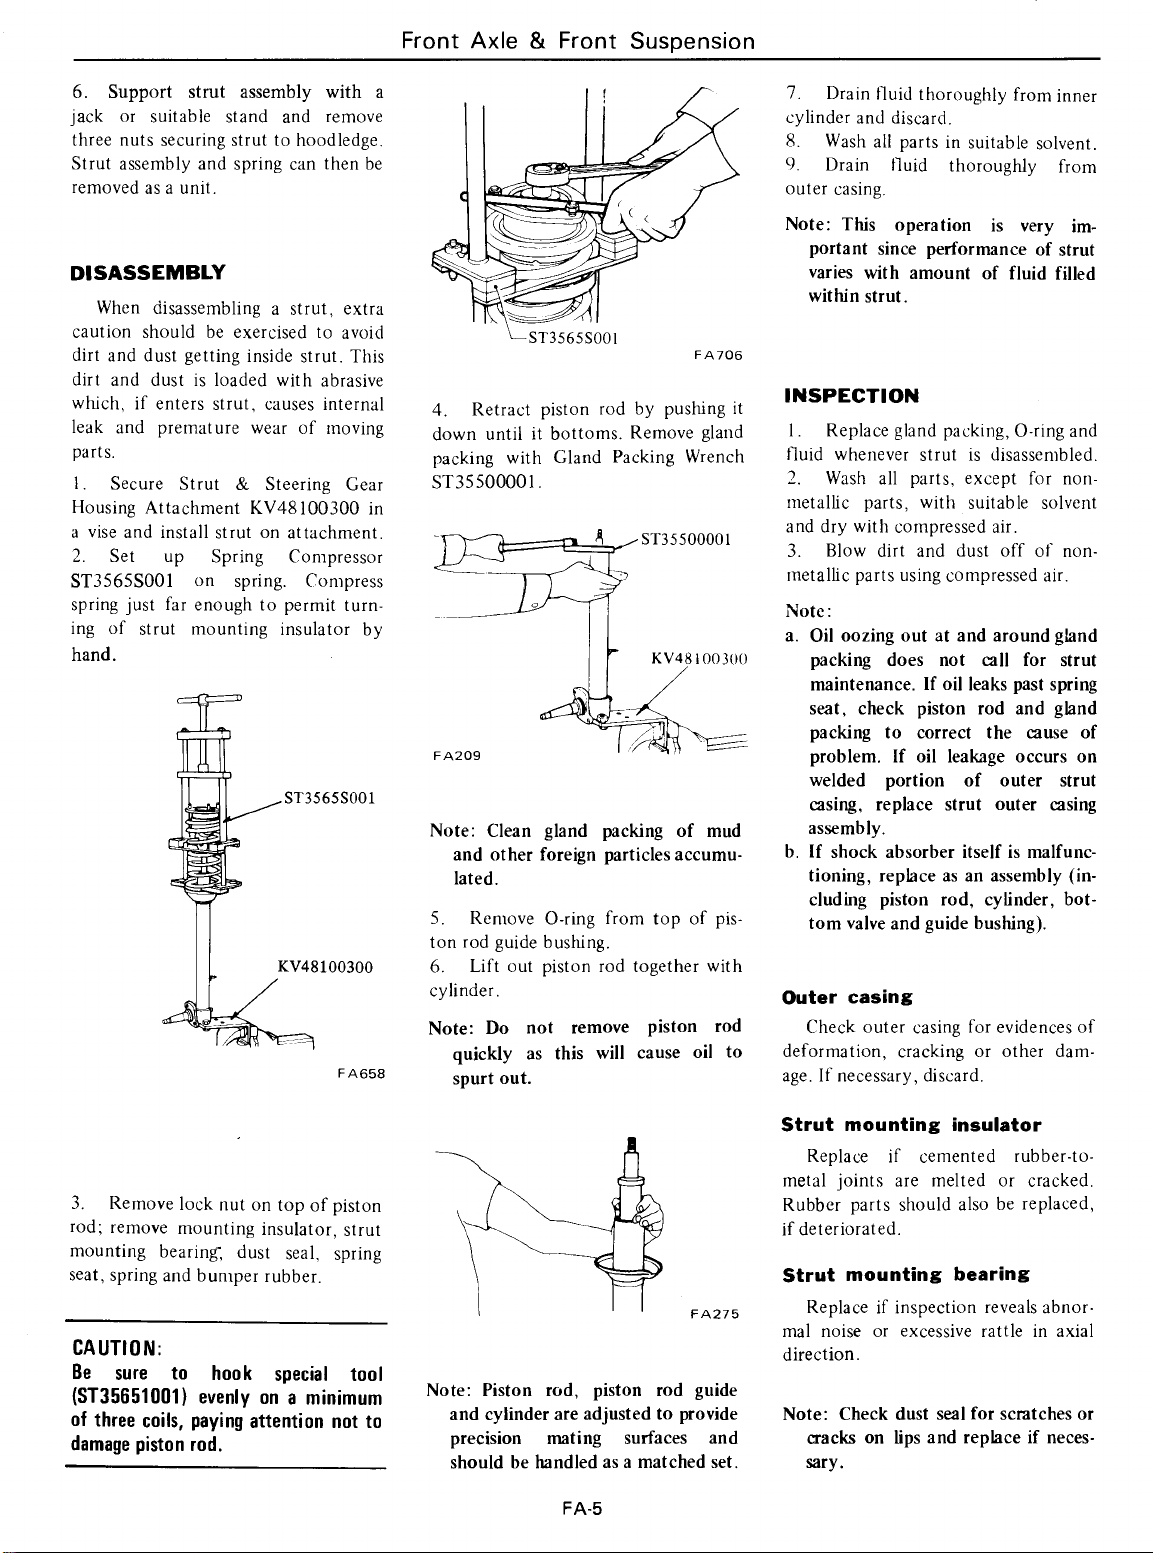 Front Axle & Front Suspension
6. Support strut assembly with a
jack or suitable stand and remove
three nuts securing strut to hoodledge.
Strut assembly and spring can then be
removed as a unit.
DISASSEMBLY
When disassembling a strut, extra
caution should be exercised to avoid
dirt and dust getting inside strut. This
dirt and dust is loaded with abrasive
which, if enters strut, causes internal
leak and premature wear of moving
parts.
1. Secure Strut & Steering Gear
Housing Attachment KV48100300 in
a vise and install strut on attachment.
2. Set up Spring Compressor
ST3565S001 on spring. Compress
spring just far enough to permit turn-
ing of strut mounting insulator by
hand.
ST3565S001
KV48100300
FA658
3. Remove lock nut on top of piston
rod; remove mounting insulator, strut
mounting bearing, dust seal, spring
seat, spring and bumper rubber.
CAUTION:
Be sure to hook special tool
(ST35651001) evenly on a minimum
of three coils, paying attention not to
damage piston rod.
ST3565S001
FA706
4. Retract piston rod by pushing it
down until it bottoms. Remove gland
packing with Gland Packing Wrench
ST35500001.
ST35500001
KV48100300
FA209
Note: Clean gland packing of mud
and other foreign particles accumu-
lated.
5. Remove O-ring from top of pis-
ton rod guide bushing.
6. Lift out piston rod together with
cylinder.
Note: Do not remove piston rod
quickly as this will cause oil to
spurt out.
FA275
Note: Piston rod, piston rod guide
and cylinder are adjusted to provide
precision mating surfaces and
should be handled as a matched set.
7. Drain fluid thoroughly from inner
cylinder and discard.
8. Wash all parts in suitable solvent.
9. Drain fluid thoroughly from
outer casing.
Note: This operation is very im-
portant since performance of strut
varies with amount of fluid filled
within strut.
INSPECTION
1. Replace gland packing, O-ring and
fluid whenever strut is disassembled.
2. Wash all parts, except for non-
metallic parts, with suitable solvent
and dry with compressed air.
3. Blow dirt and dust off of non-
metallic parts using compressed air.
Note:
a. Oil oozing out at and around gland
packing does not call for strut
maintenance. If oil leaks past spring
seat, check piston rod and gland
packing to correct the cause of
problem. If oil leakage occurs on
welded portion of outer strut
casing, replace strut outer casing
assembly.
b. If shock absorber itself is malfunc-
tioning, replace as an assembly (in-
cluding piston rod, cylinder, bot-
tom valve and guide bushing).
Outer casing
Check outer casing for evidences of
deformation, cracking or other dam-
age. If necessary, discard.
Strut mounting insulator
Replace if cemented rubber-to-
metal joints are melted or cracked.
Rubber parts should also be replaced,
if deteriorated.
Strut mounting bearing
Replace if inspection reveals abnor-
mal noise or excessive rattle in axial
direction.
Note: Check dust seal for scratches or
cracks on lips and replace if neces-
sary.
FA-5